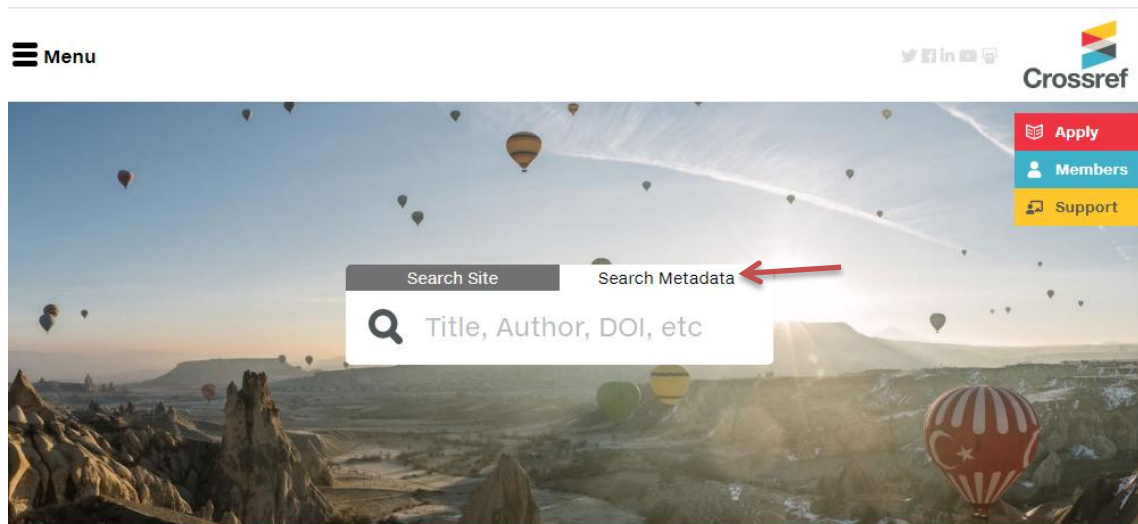 Menu
Crossref
Apply
Members
Support
Search Site
Search Metadata
Title, Author, DOI, etc